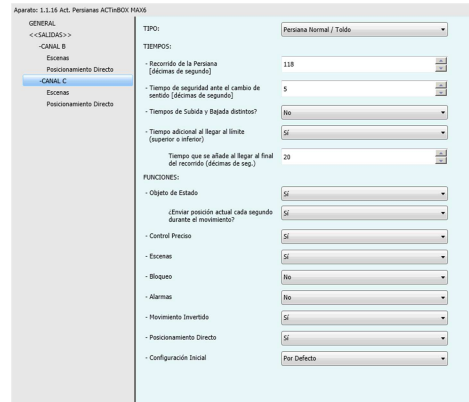 Aparato: 1.1.16 Act. Persianas ACTinBOX MAX6
GENERAL
<<SALIDAS>>
-CANAL B
Escenas
Posicionamiento Directo
-CANAL C
Escenas
Posicionamiento Directo
TIPO:
Persiana Normal / Toldo
TIEMPOS:
- Recorrido de la Persiana
[décimas de segundo]
118
- Tiempo de seguridad ante el cambio de
sentido [décimas de segundo]
5
- Tiempos de Subida y Bajada distintos?
No
- Tiempo adicional al llegar al límite
(superior o inferior)
Sí
Tiempo que se añade al llegar al final
del recorrido (décimas de seg.)
20
FUNCIONES:
- Objeto de Estado
Sí
¿Enviar posición actual cada segundo
durante el movimiento?
Sí
- Control Preciso
Sí
- Escenas
Sí
- Bloqueo
No
- Alarmas
No
- Movimiento Invertido
Sí
- Posicionamiento Directo
Sí
- Configuración Inicial
Por Defecto